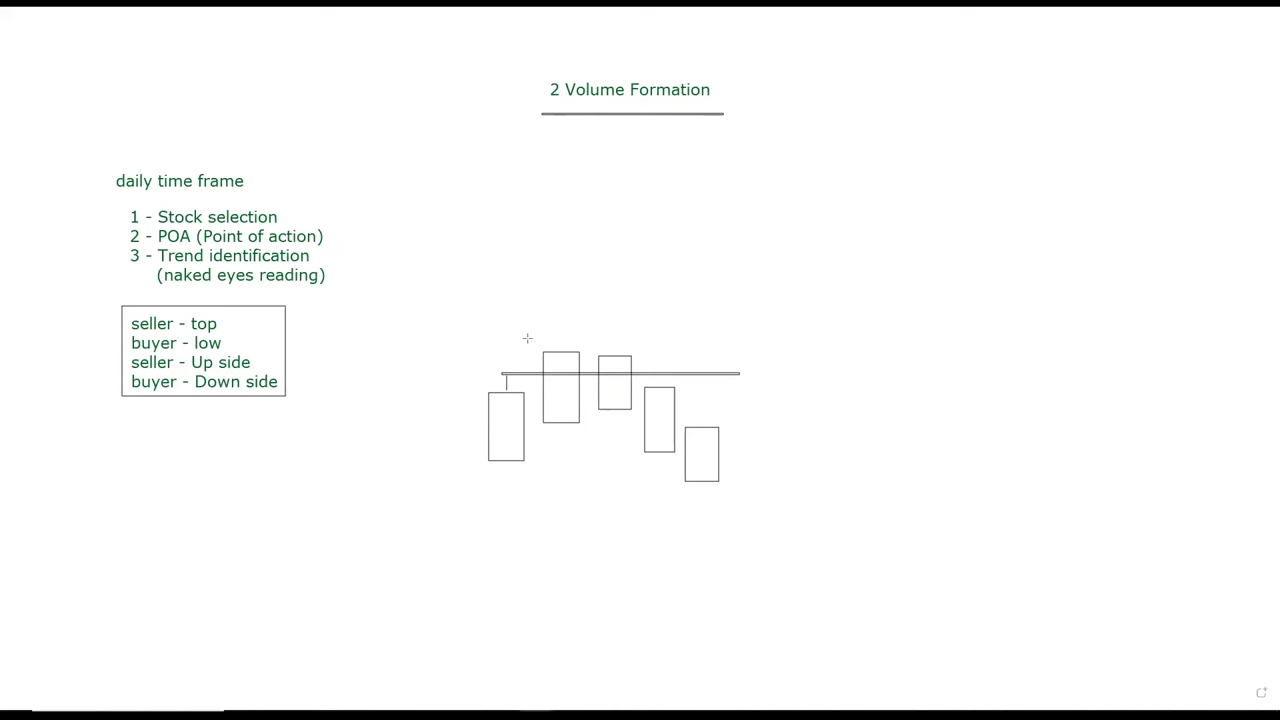 2 Volume Formation
daily time frame
1 - Stock selection
2 - POA (Point of action)
3 - Trend identification
(naked eyes reading)
seller - top
buyer - low
seller - Up side
buyer - Down side